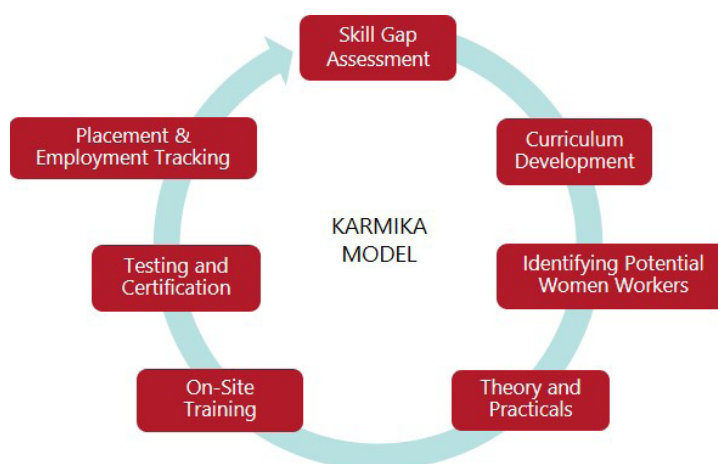 Skill Gap
Assessment
Curriculum
Development
Identifying Potential
Women Workers
Theory and
Practicals
On-Site
Training
Testing and
Certification
Placement &
Employment Tracking
KARMIKA
MODEL